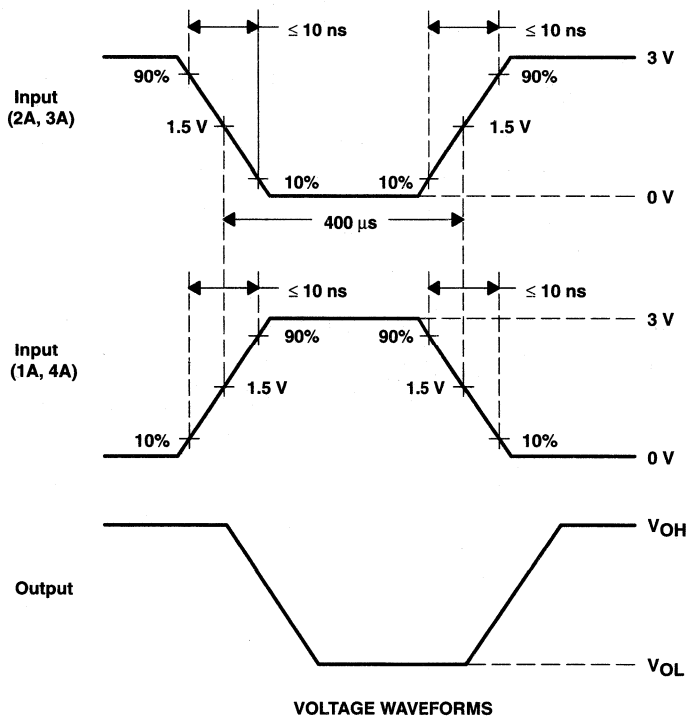 ≤ 10 ns ≤ 10 ns
3 V
90% 90%
Input
(2A, 3A)
1.5 V 1.5 V
10% 10%
0 V
400 μs
≤ 10 ns ≤ 10 ns
3 V
90% 90%
Input
(1A, 4A)
1.5 V 1.5 V
10% 10%
0 V
VOH
Output
VOL
VOLTAGE WAVEFORMS